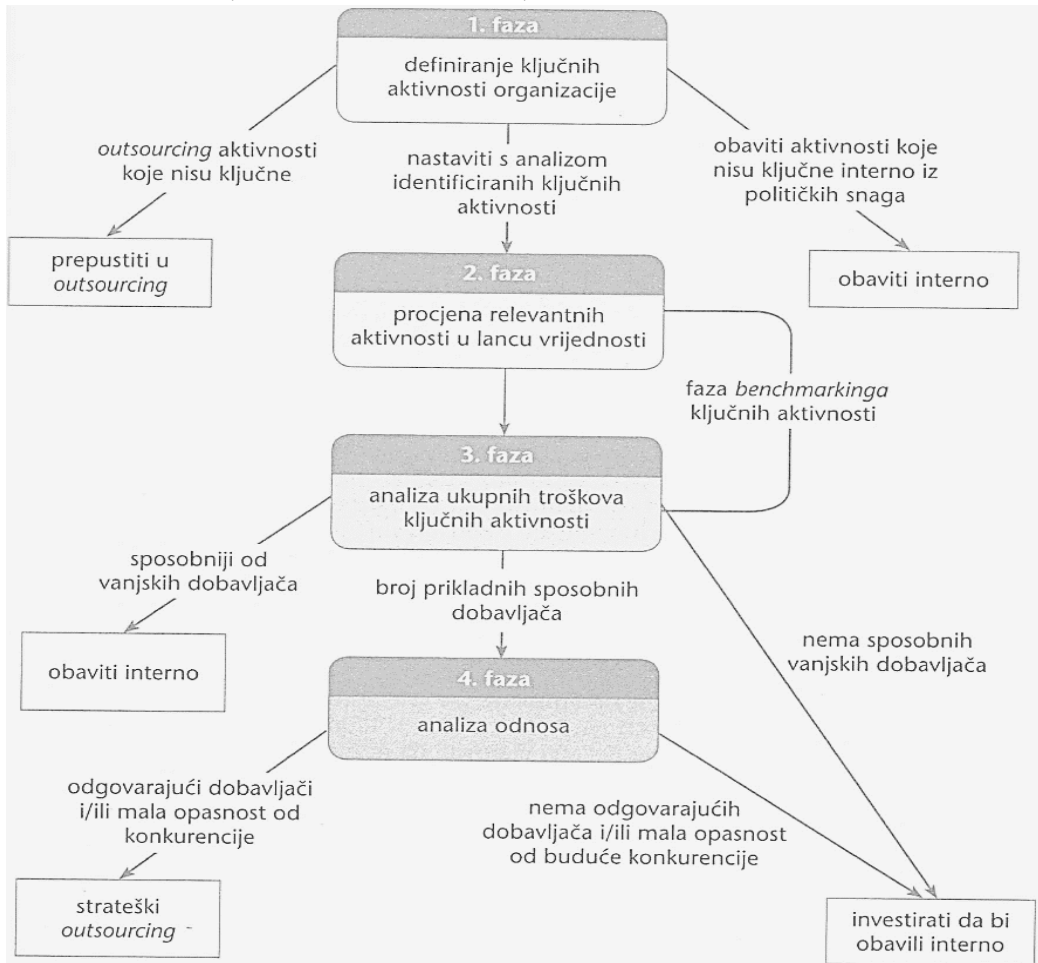 1. faza
definiranje ključnih
aktivnosti organizacije
outsourcing aktivnosti
koje nisu ključne
nastaviti s analizom
identificiranih ključnih
aktivnosti
obaviti aktivnosti koje
nisu ključne interno iz
političkih snaga
prepustiti u
outsourcing
2. faza
procjena relevantnih
aktivnosti u lancu vrijednosti
obaviti interno
faza benchmarkinga
ključnih aktivnosti
3. faza
analiza ukupnih troškova
ključnih aktivnosti
sposobniji od
vanjskih dobavljača
broj prikladnih sposobnih
dobavljača
nema sposobnih
vanjskih dobavljača
obaviti interno
4. faza
analiza odnosa
odgovarajući dobavljači
i/ili mala opasnost od
konkurencije
nema odgovarajućih
dobavljača i/ili mala opasnost
od buduće konkurencije
strateški
outsourcing
investirati da bi
obavili interno